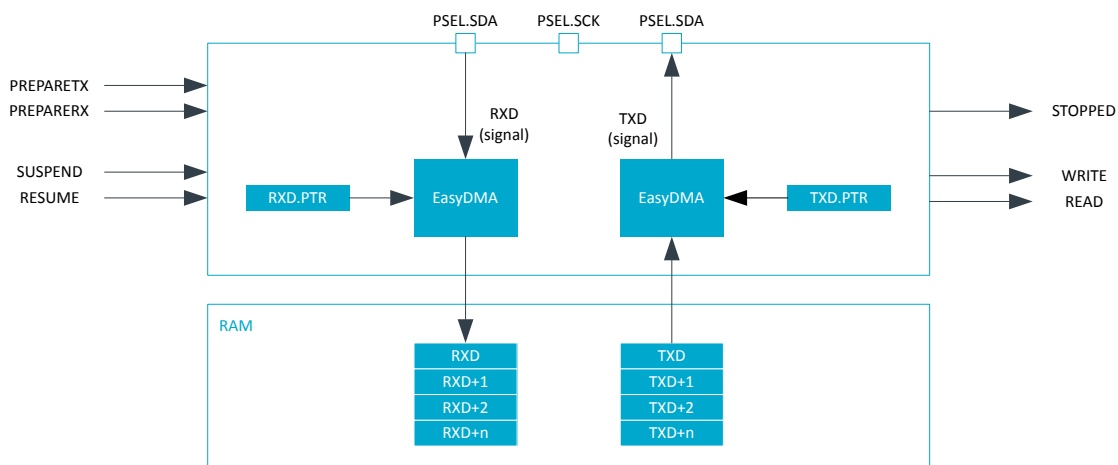 PSEL.SDA
PSEL.SCK
PSEL.SDA
PREPARETX
PREPARERX
SUSPEND
RESUME
RXD
(signal)
TXD
(signal)
STOPPED
WRITE
READ
RXD.PTR
EasyDMA
EasyDMA
TXD.PTR
RAM
RXD
RXD+1
RXD+2
RXD+n
TXD
TXD+1
TXD+2
TXD+n